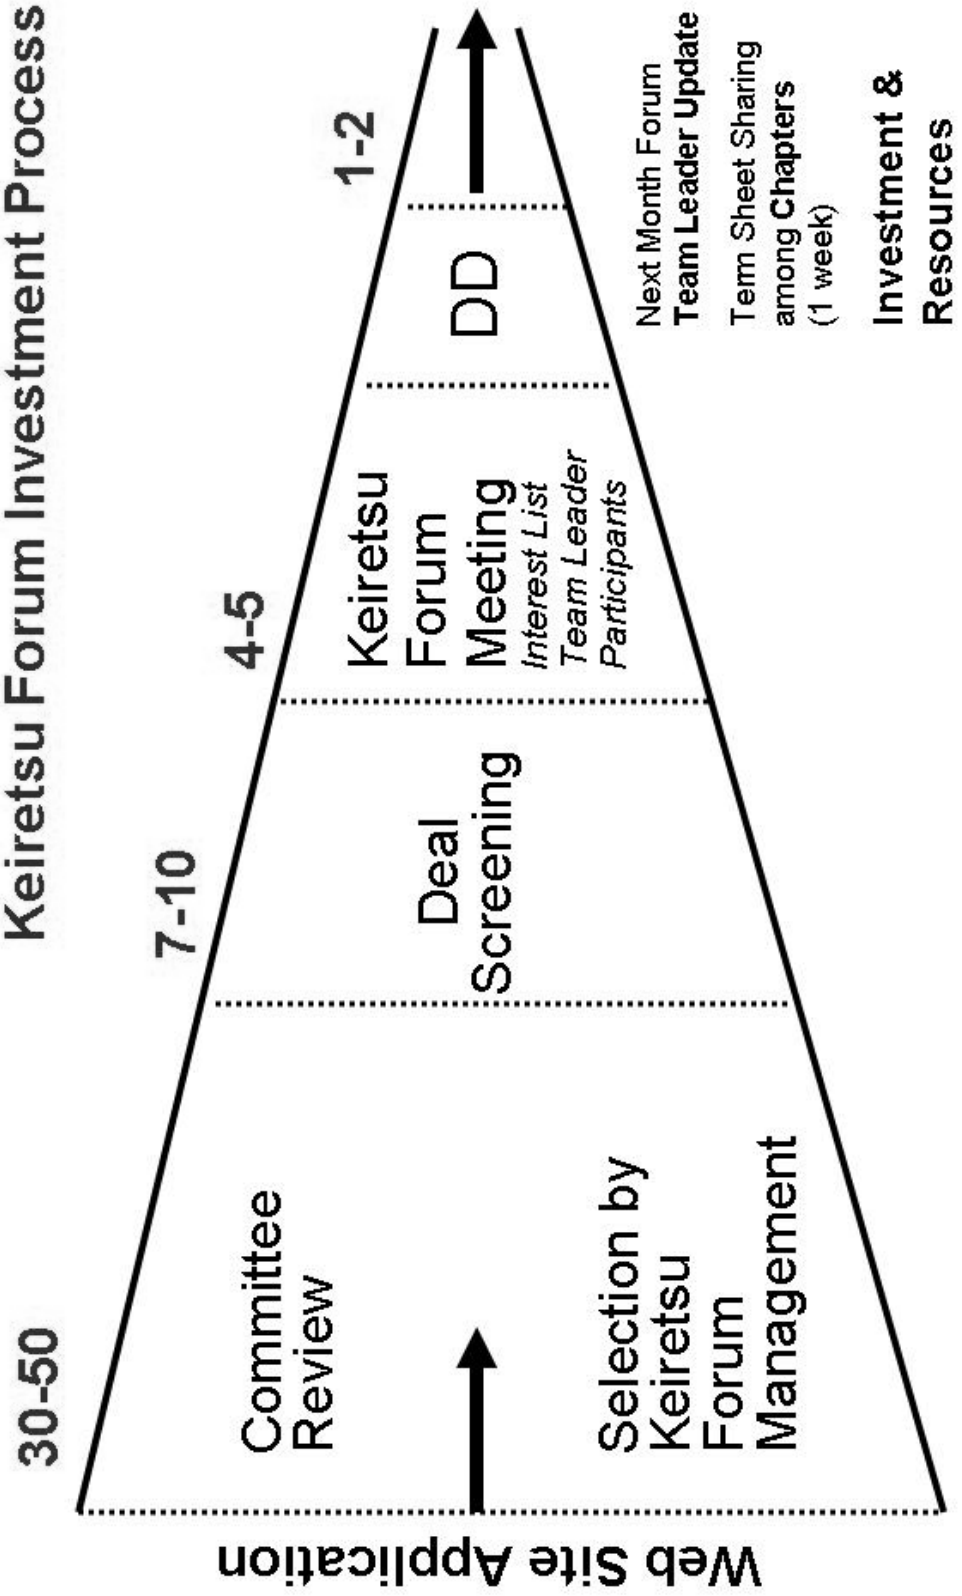 Keiretsu Forum Investment Process
30-50
7-10
4-5
1-2
Web Site Application
Committee
Review
Selection by
Keiretsu
Forum
Management
Deal
Screening
Keiretsu
Forum
Meeting
Interest List
Team Leader
Participants
DD
Next Month Forum
Team Leader Update
Term Sheet Sharing
among Chapters
(1 week)
Investment &
Resources